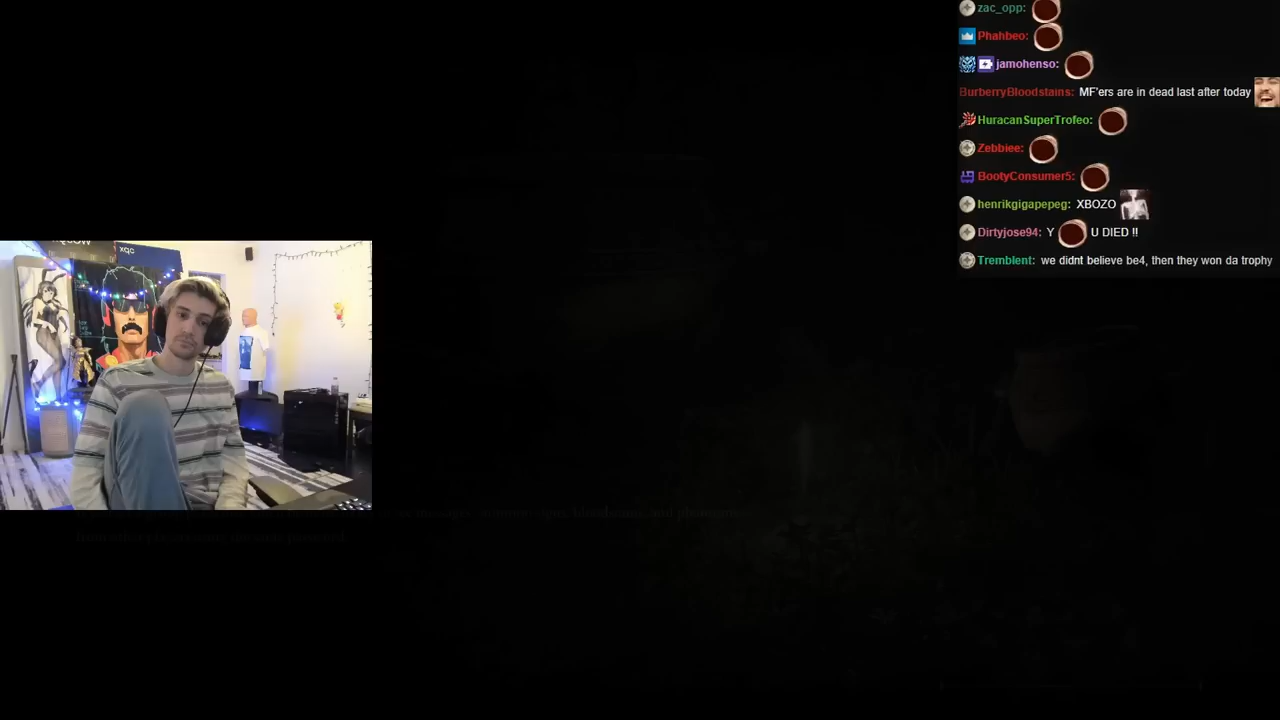 zac_opp:
Phahbeo:
jamohenso:
BurberryBloodstains: MF'ers are in dead last after today
HuracanSuperTrofeo:
Zebbiee:
BootyConsumer5:
henrikgigapepeg: XBOZO
Dirtyjose94: Y U DIED !!
Tremblent: we didnt believe be4, then they won da trophy
xqc